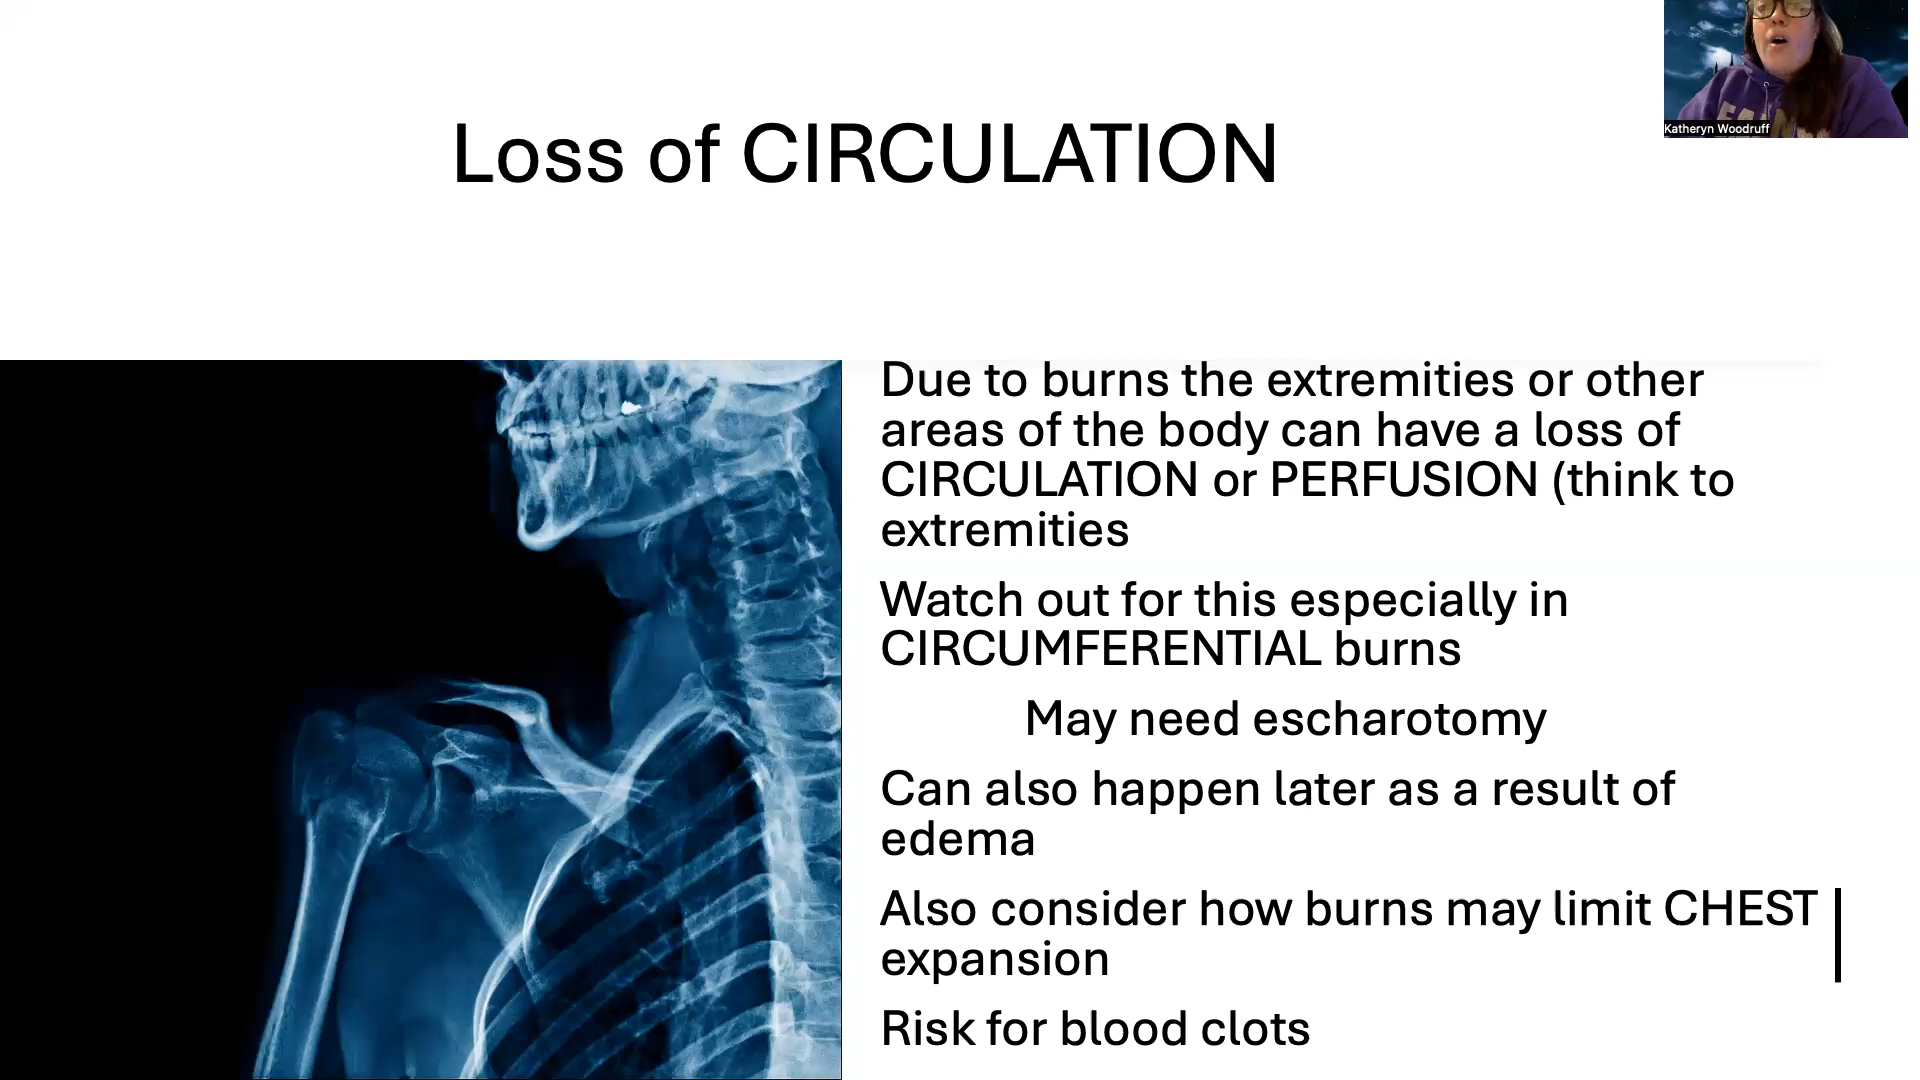 Loss of CIRCULATION
Katheryn Woodruff
Due to burns the extremities or other
areas of the body can have a loss of
CIRCULATION or PERFUSION (think to
extremities
Watch out for this especially in
CIRCUMFERENTIAL burns
May need escharotomy
Can also happen later as a result of
edema
Also consider how burns may limit CHEST
expansion
Risk for blood clots